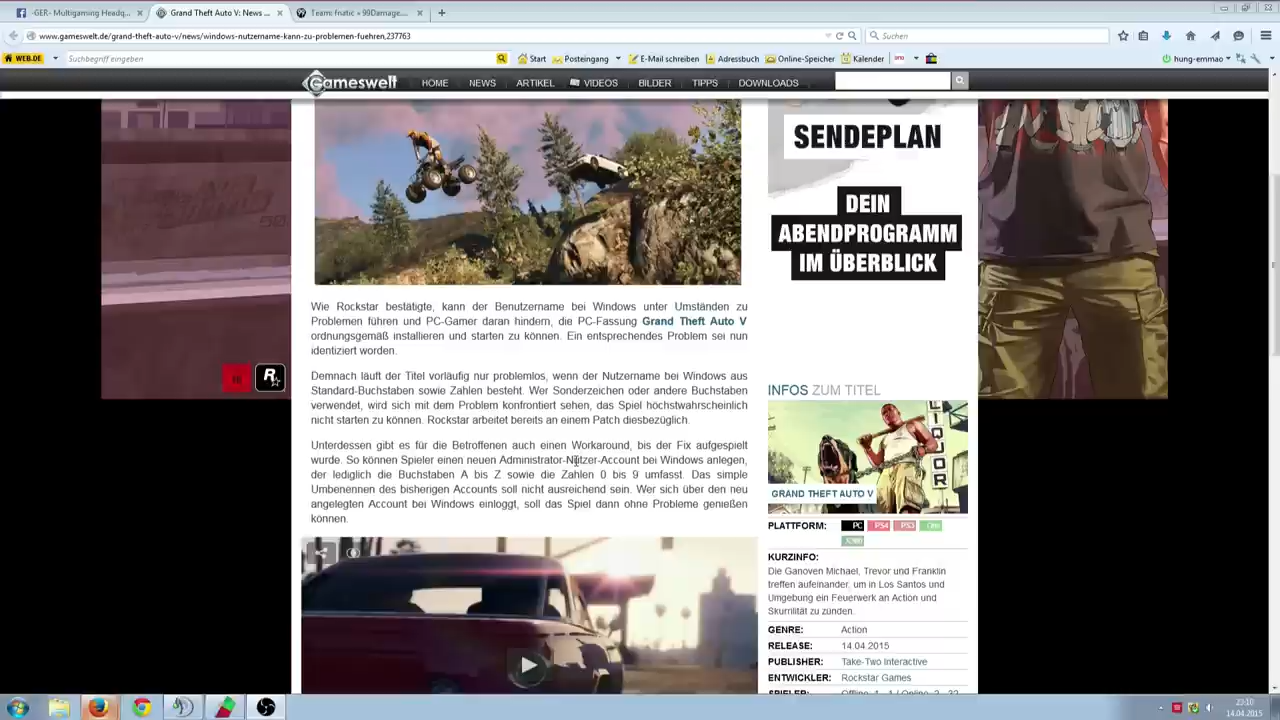 -GER- Multigaming Headq...
Grand Theft Auto V: News ...
Team: fnatic « 99Damage....
www.gameswelt.de/grand-theft-auto-v/news/windows-nutzername-kann-zu-problemen-fuehren,237763
Suchen
WEB.DE
Suchbegriff eingeben
Start
Posteingang
E-Mail schreiben
Adressbuch
Online-Speicher
Kalender
hung-emmao
Gameswelt
HOME
NEWS
ARTIKEL
VIDEOS
BILDER
TIPPS
DOWNLOADS
SENDEPLAN
DEIN
ABENDPROGRAMM
IM ÜBERBLICK
Wie Rockstar bestätigte, kann der Benutzername bei Windows unter Umständen zu
Problemen führen und PC-Gamer daran hindern, die PC-Fassung Grand Theft Auto V
ordnungsgemäß installieren und starten zu können. Ein entsprechendes Problem sei nun
identiziert worden.
Demnach läuft der Titel vorläufig nur problemlos, wenn der Nutzername bei Windows aus
Standard-Buchstaben sowie Zahlen besteht. Wer Sonderzeichen oder andere Buchstaben
verwendet, wird sich mit dem Problem konfrontiert sehen, das Spiel höchstwahrscheinlich
nicht starten zu können. Rockstar arbeitet bereits an einem Patch diesbezüglich.
Unterdessen gibt es für die Betroffenen auch einen Workaround, bis der Fix aufgespielt
wurde. So können Spieler einen neuen Administrator-Nutzer-Account bei Windows anlegen,
der lediglich die Buchstaben A bis Z sowie die Zahlen 0 bis 9 umfasst. Das simple
Umbenennen des bisherigen Accounts soll nicht ausreichend sein. Wer sich über den neu
angelegten Account bei Windows einloggt, soll das Spiel dann ohne Probleme genießen
können.
INFOS ZUM TITEL
LIQUOR
GRAND THEFT AUTO V
PLATTFORM: PC PS4 PS3 One
X360
KURZINFO:
Die Ganoven Michael, Trevor und Franklin
treffen aufeinander, um in Los Santos und
Umgebung ein Feuerwerk an Action und
Skurrilität zu zünden.
GENRE: Action
RELEASE: 14.04.2015
PUBLISHER: Take-Two Interactive
ENTWICKLER: Rockstar Games
23:10
14.04.2015